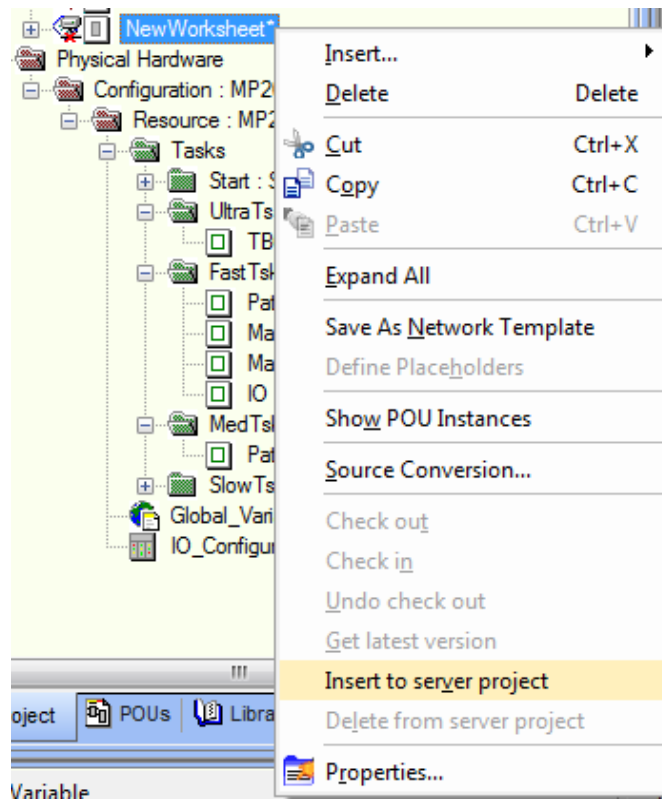 NewWorksheet*
Physical Hardware
Configuration : MP2
Resource : MP2
Tasks
Start : S
UltraTs
TB
FastTsk
Pat
Ma
Ma
IO
MedTsk
Pat
SlowTs
Global_Vari
IO_Configur
Insert...
Delete Delete
Cut Ctrl+X
Copy Ctrl+C
Paste Ctrl+V
Expand All
Save As Network Template
Define Placeholders
Show POU Instances
Source Conversion...
Check out
Check in
Undo check out
Get latest version
Insert to server project
Delete from server project
Properties...
oject POUs Libra
Variable